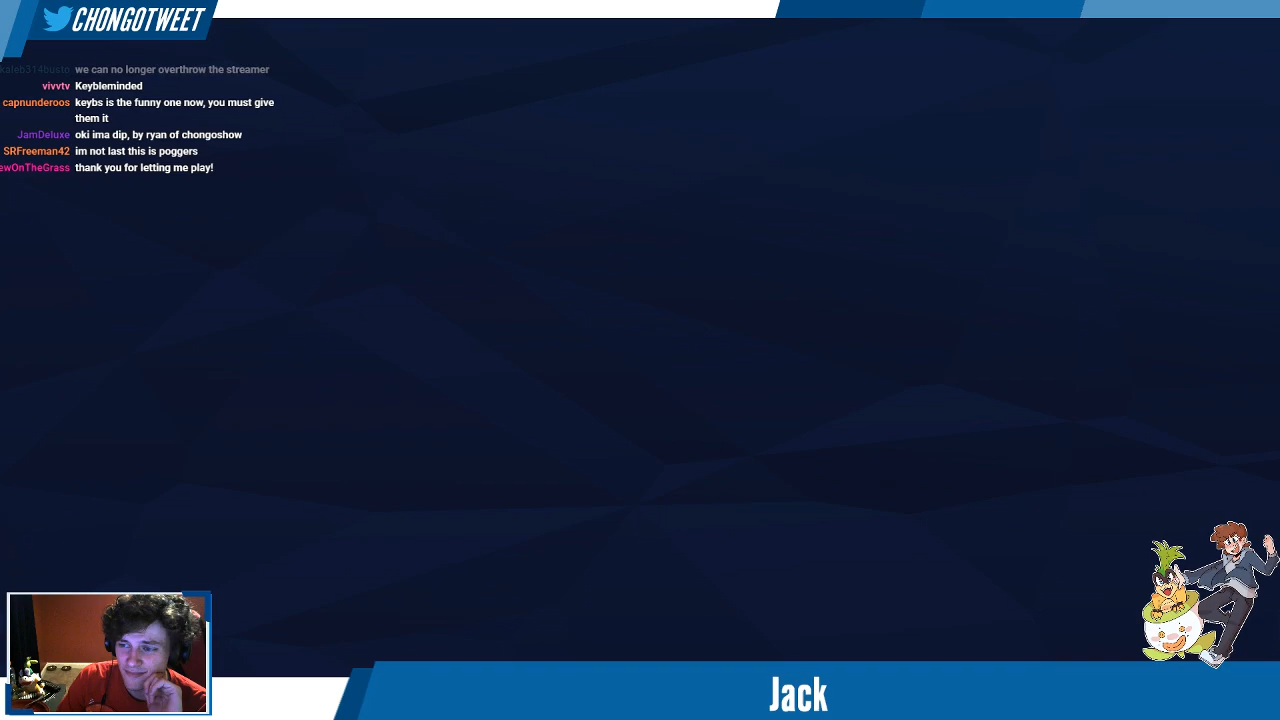 CHONGOTWEET
kaleb314busto we can no longer overthrow the streamer
vivvtv Keybleminded
capnunderoos keybs is the funny one now, you must give
them it
JamDeluxe oki ima dip, by ryan of chongoshow
SRFreeman42 im not last this is poggers
ewOnTheGrass thank you for letting me play!
Jack